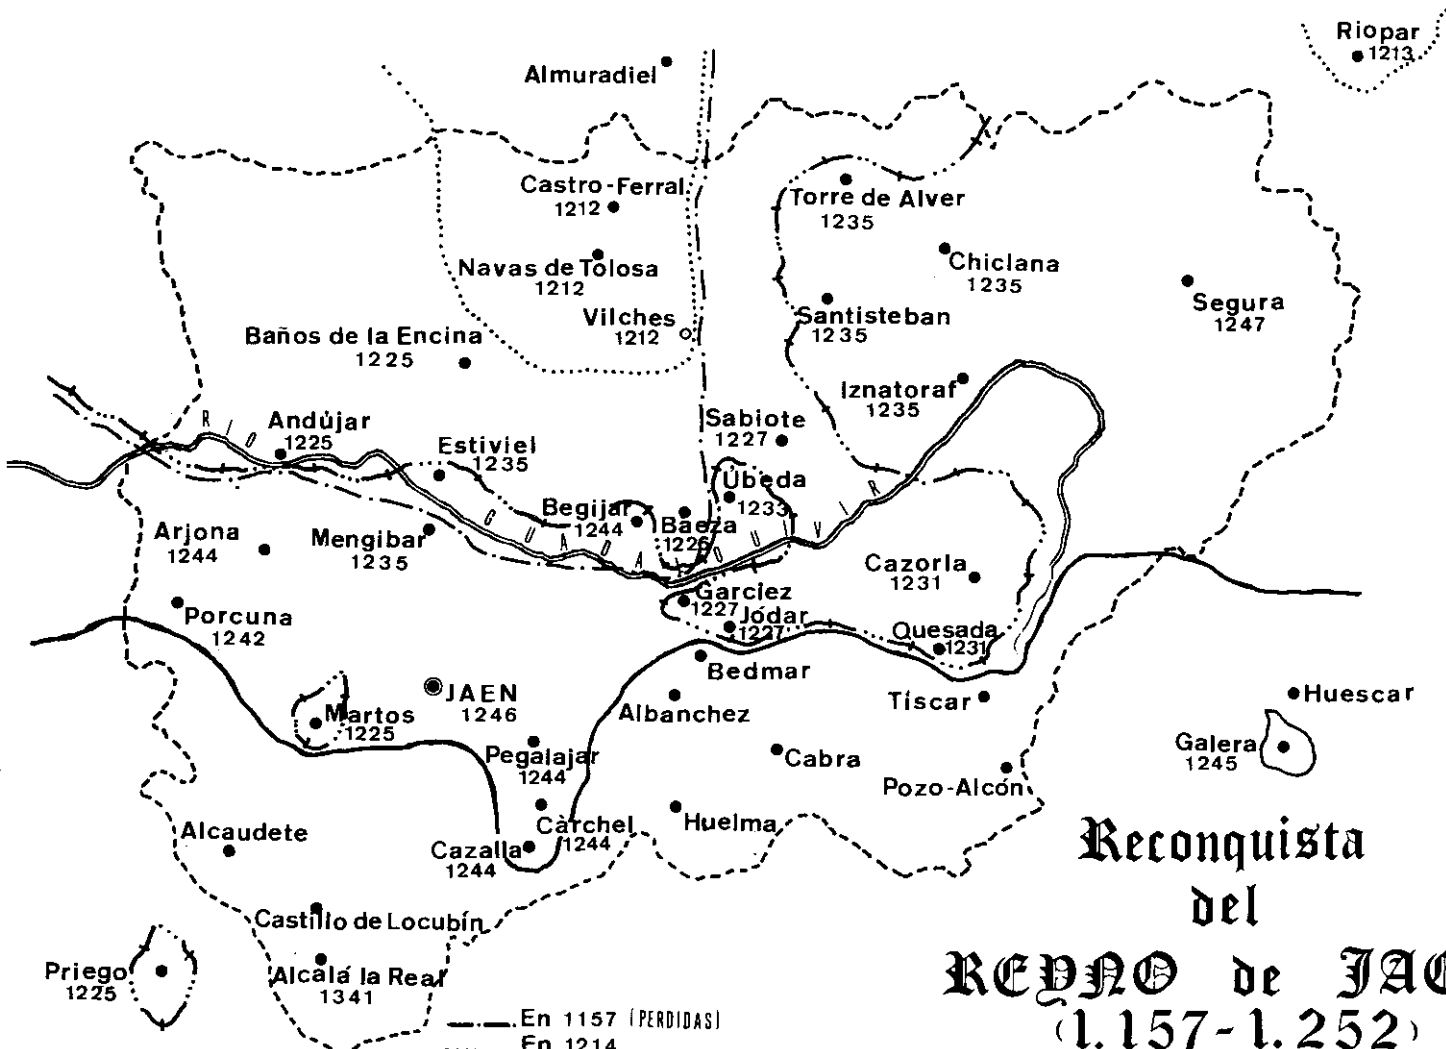 Riopar
1213
Almuradiel
Castro-Ferral
1212
Torre de Alver
1235
Navas de Tolosa
1212
Chiclana
1235
Segura
1247
Vilches
1212
Santisteban
1235
Baños de la Encina
1225
Iznatoraf
1235
Andújar
1225
Sabiote
1227
Estiviel
1235
RIO GUADALQUIVIR
Úbeda
1233
Begijar
1244
Baeza
1226
Arjona
1244
Mengibar
1235
Cazorla
1231
Garciez
1227
Porcuna
1242
Jódar
1227
Quesada
1231
Bedmar
JAEN
1246
Albanchez
Tíscar
Huescar
Martos
1225
Pegalajar
1244
Cabra
Galera
1245
Pozo-Alcón
Cárchel
1244
Huelma
Alcaudete
Cazalla
1244
Castillo de Locubín
Priego
1225
Alcalá la Real
1341
Reconquista
del
REYNO de JAE
(1.157-1.252)
En 1157 (PERDIDAS)
En 1214